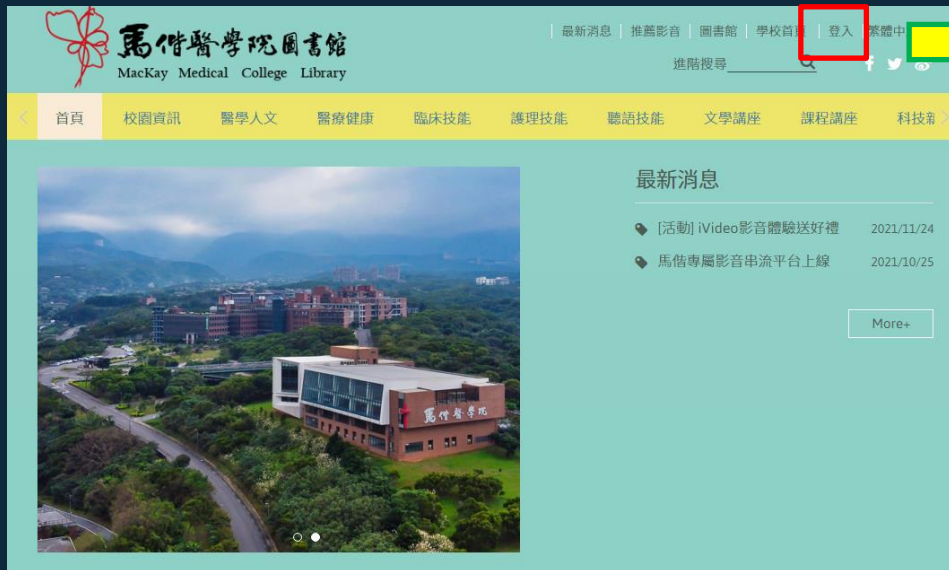 馬偕醫學院圖書館
MacKay Medical College Library
最新消息 推薦影音 圖書館 學校首頁 登入 繁體中
進階搜尋
首頁 校園資訊 醫學人文 醫療健康 臨床技能 護理技能 聽語技能 文學講座 課程講座 科技新
最新消息
[活動] iVideo影音體驗送好禮 2021/11/24
馬偕專屬影音串流平台上線 2021/10/25
More+
馬偕醫學院